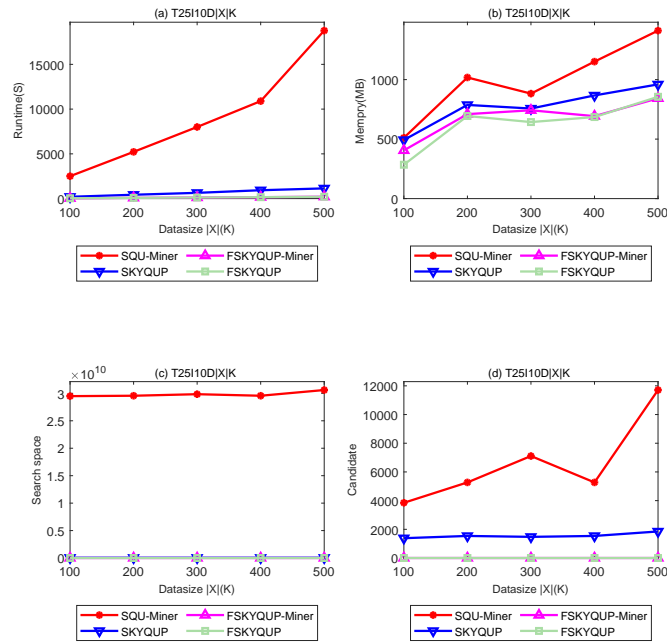 (a) T25I10D|X|K
Runtime(S)
15000
10000
5000
0
100 200 300 400 500
Datasize |X|(K)
SQU-Miner FSKYQUP-Miner
SKYQUP FSKYQUP
(b) T25I10D|X|K
Mempry(MB)
1000
500
0
100 200 300 400 500
Datasize |X|(K)
SQU-Miner FSKYQUP-Miner
SKYQUP FSKYQUP
×10^10
(c) T25I10D|X|K
Search space
3
2.5
2
1.5
1
0.5
0
100 200 300 400 500
Datasize |X|(K)
SQU-Miner FSKYQUP-Miner
SKYQUP FSKYQUP
(d) T25I10D|X|K
Candidate
12000
10000
8000
6000
4000
2000
0
100 200 300 400 500
Datasize |X|(K)
SQU-Miner FSKYQUP-Miner
SKYQUP FSKYQUP